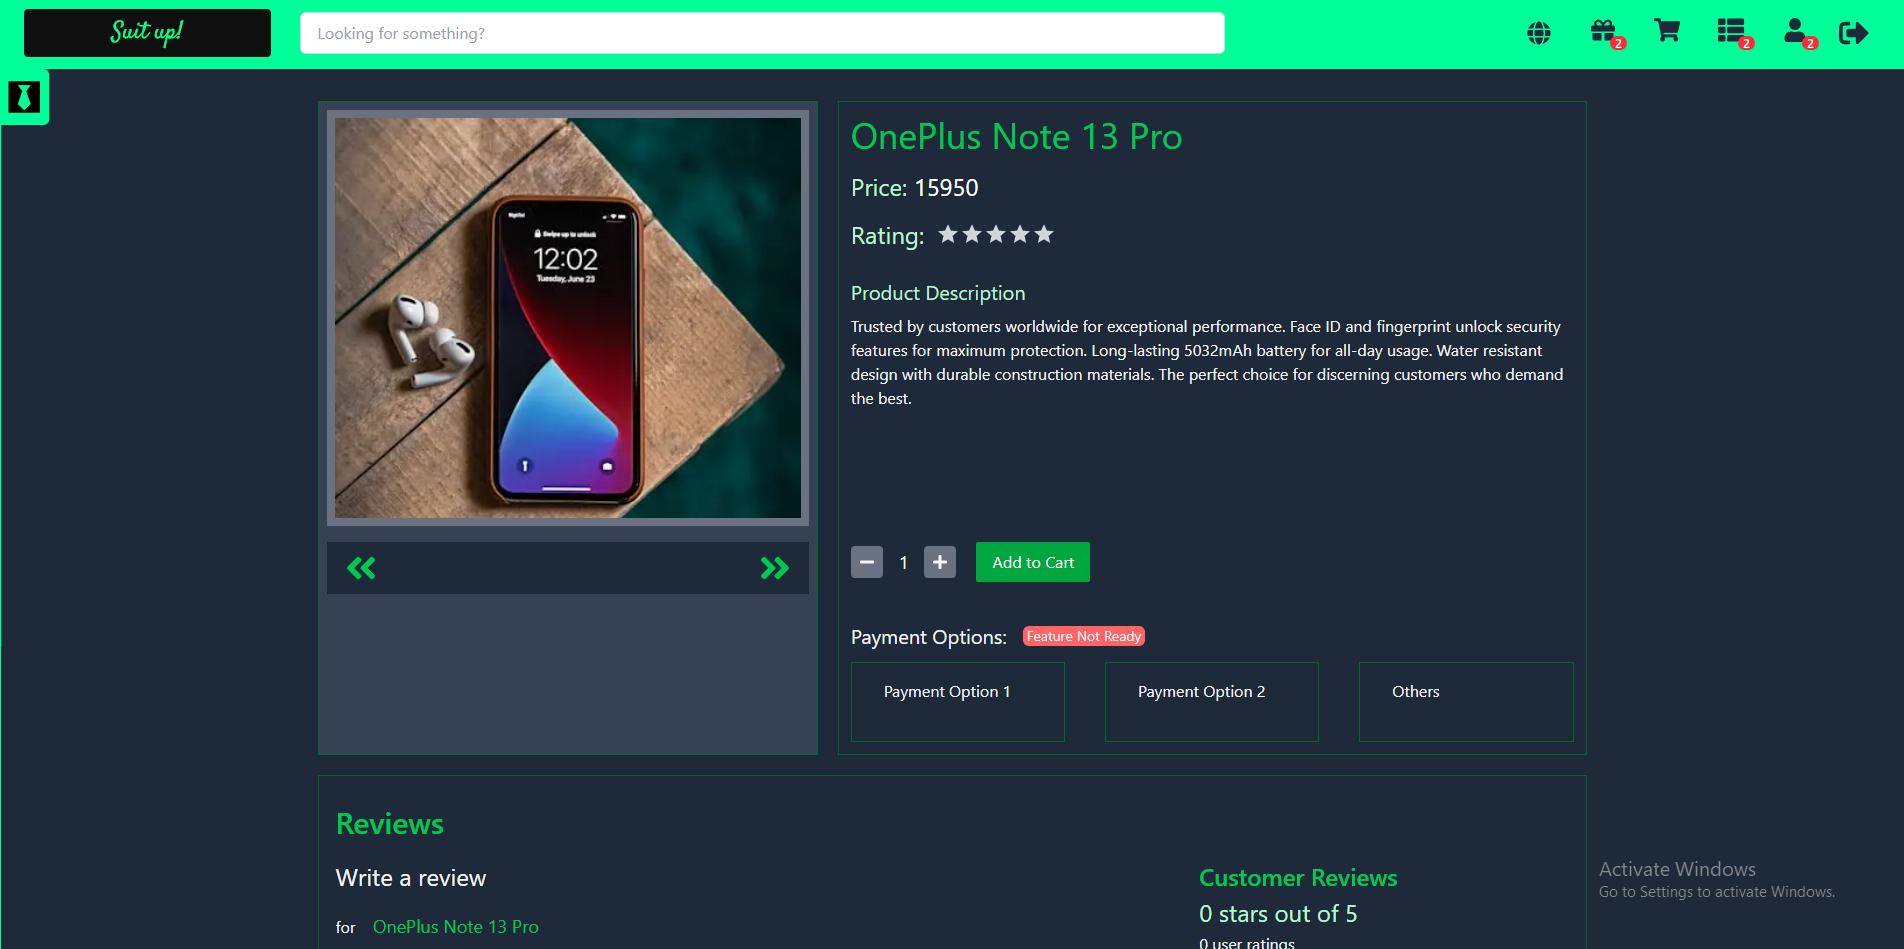 Suit up!
Looking for something?
2
2
2
OnePlus Note 13 Pro
Price: 15950
Rating:
Product Description
Trusted by customers worldwide for exceptional performance. Face ID and fingerprint unlock security
features for maximum protection. Long-lasting 5032mAh battery for all-day usage. Water resistant
design with durable construction materials. The perfect choice for discerning customers who demand
the best.
Swipe up to unlock
12:02
Tuesday, June 23
1
Add to Cart
Payment Options: Feature Not Ready
Payment Option 1
Payment Option 2
Others
Reviews
Write a review
for OnePlus Note 13 Pro
Customer Reviews
0 stars out of 5
0 user ratings
Activate Windows
Go to Settings to activate Windows.